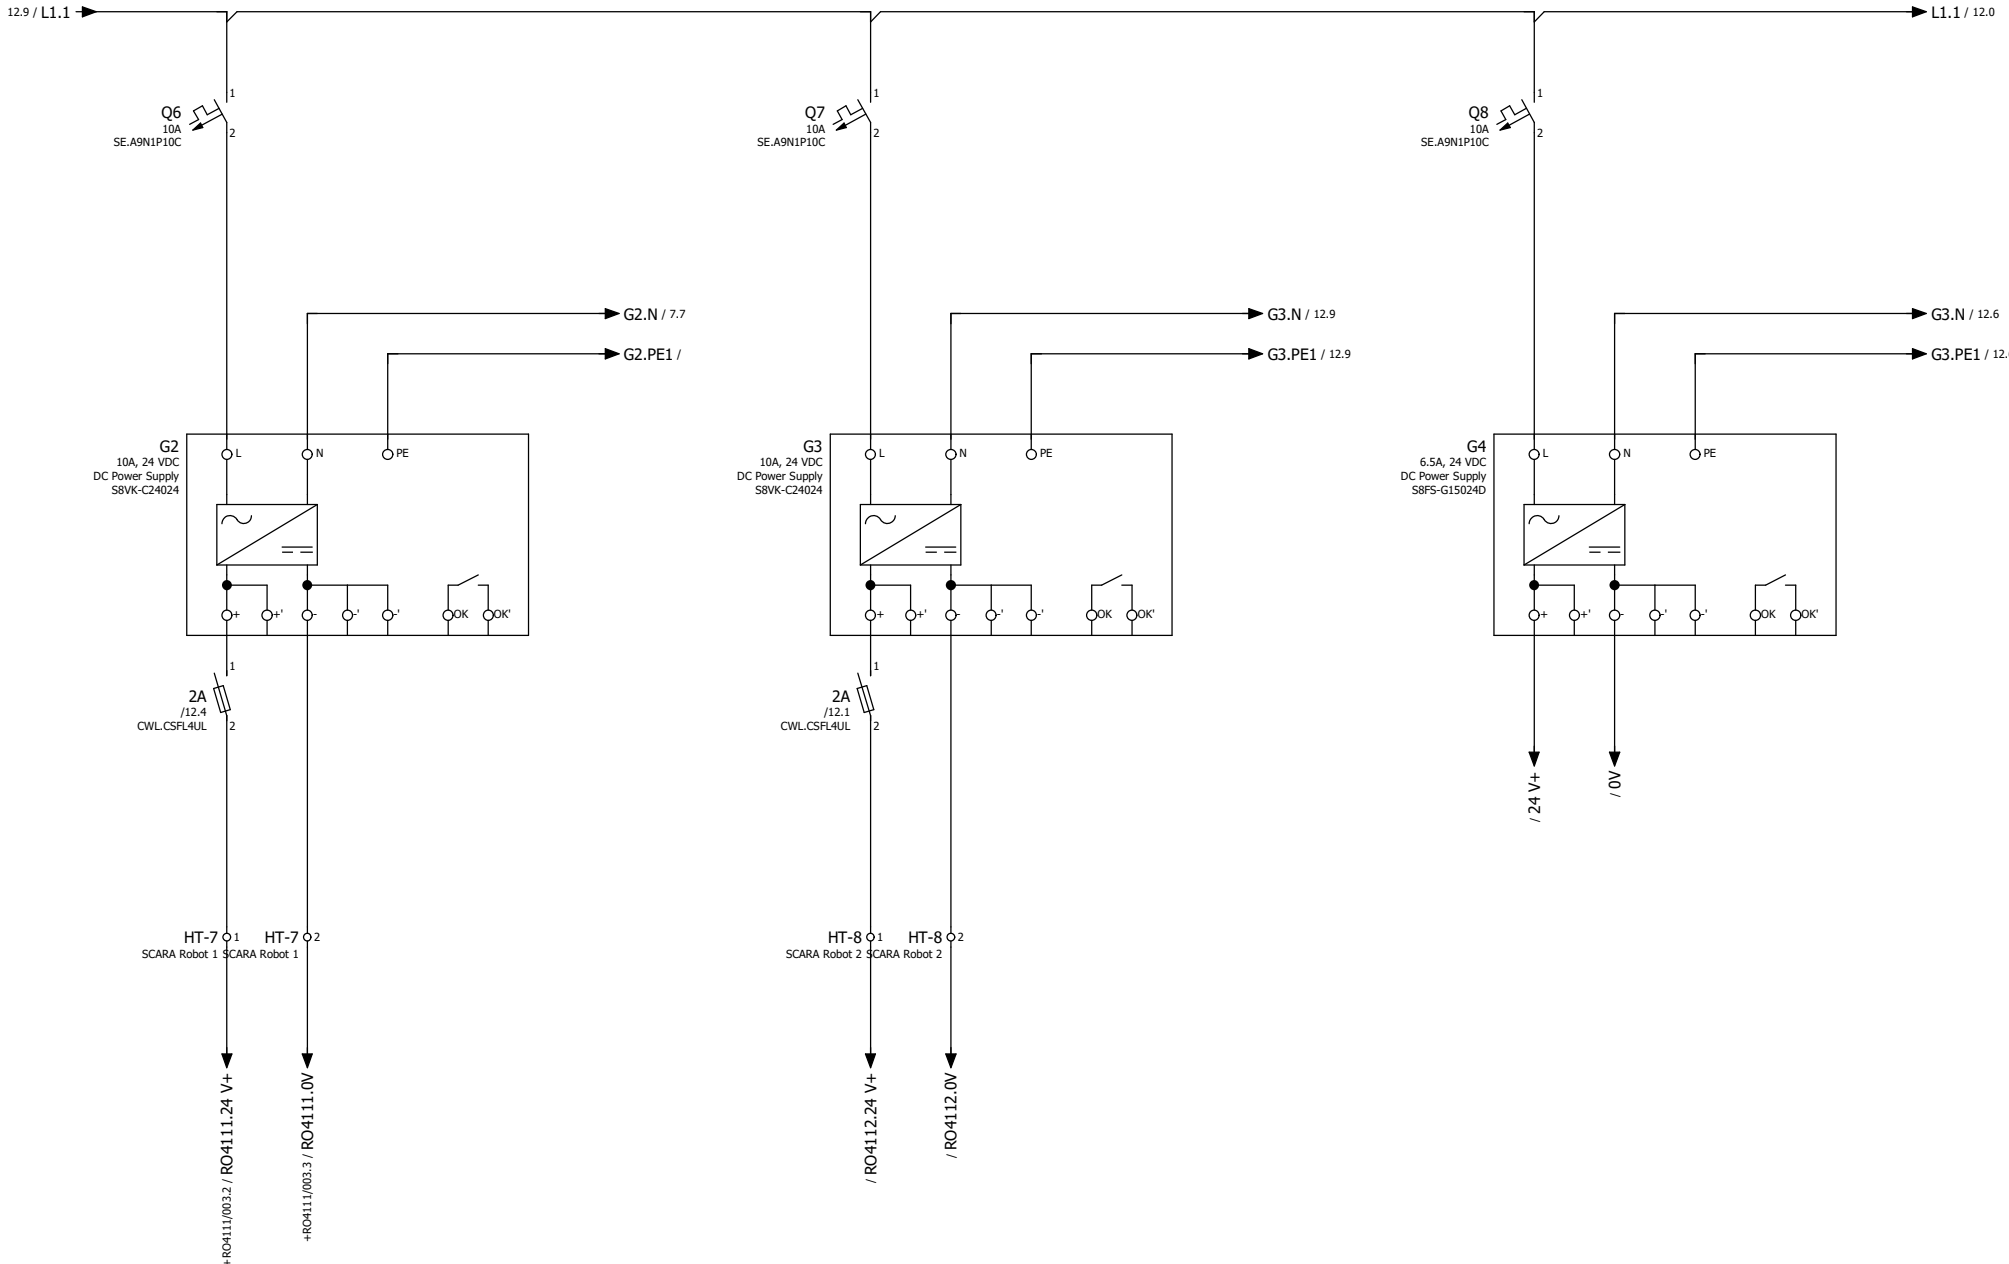 12.9 / L1.1
L1.1 / 12.0
1
Q6
10A
SE.A9N1P10C
2
1
Q7
10A
SE.A9N1P10C
2
1
Q8
10A
SE.A9N1P10C
2
G2.N / 7.7
G2.PE1 /
G3.N / 12.9
G3.PE1 / 12.9
G3.N / 12.6
G3.PE1 / 12.
G2
10A, 24 VDC
DC Power Supply
S8VK-C24024
L
N
PE
+
+'
-
-'
-'
OK
OK'
G3
10A, 24 VDC
DC Power Supply
S8VK-C24024
L
N
PE
+
+'
-
-'
-'
OK
OK'
G4
6.5A, 24 VDC
DC Power Supply
S8FS-G15024D
L
N
PE
+
+'
-
-'
-'
OK
OK'
1
2A
/12.4
CWL.CSFL4UL
2
1
2A
/12.1
CWL.CSFL4UL
2
/ 24 V+
/ 0V
HT-7 1
SCARA Robot 1
HT-7 2
SCARA Robot 1
HT-8 1
SCARA Robot 2
HT-8 2
SCARA Robot 2
+RO4111/003.2 / RO4111.24 V+
+RO4111/003.3 / RO4111.0V
/ RO4112.24 V+
/ RO4112.0V